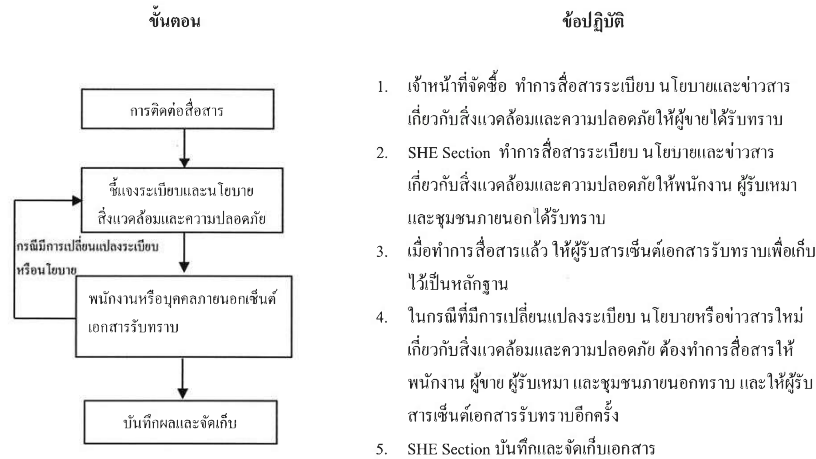 ขั้นตอน
การติดต่อสื่อสาร
ชี้แจงระเบียบและนโยบาย
สิ่งแวดล้อมและความปลอดภัย
กรณีมีการเปลี่ยนแปลงระเบียบ
หรือนโยบาย
พนักงานหรือบุคคลภายนอกเซ็นต์
เอกสารรับทราบ
บันทึกผลและจัดเก็บ
ข้อปฏิบัติ
1. เจ้าหน้าที่จัดซื้อ ทำการสื่อสารระเบียบ นโยบายและข่าวสาร
เกี่ยวกับสิ่งแวดล้อมและความปลอดภัยให้ผู้ขายได้รับทราบ
2. SHE Section ทำการสื่อสารระเบียบ นโยบายและข่าวสาร
เกี่ยวกับสิ่งแวดล้อมและความปลอดภัยให้พนักงาน ผู้รับเหมา
และชุมชนภายนอกได้รับทราบ
3. เมื่อทำการสื่อสารแล้ว ให้ผู้รับสารเซ็นต์เอกสารรับทราบเพื่อเก็บ
ไว้เป็นหลักฐาน
4. ในกรณีที่มีการเปลี่ยนแปลงระเบียบ นโยบายหรือข่าวสารใหม่
เกี่ยวกับสิ่งแวดล้อมและความปลอดภัย ต้องทำการสื่อสารให้
พนักงาน ผู้ขาย ผู้รับเหมา และชุมชนภายนอกทราบ และให้ผู้รับ
สารเซ็นต์เอกสารรับทราบอีกครั้ง
5. SHE Section บันทึกและจัดเก็บเอกสาร